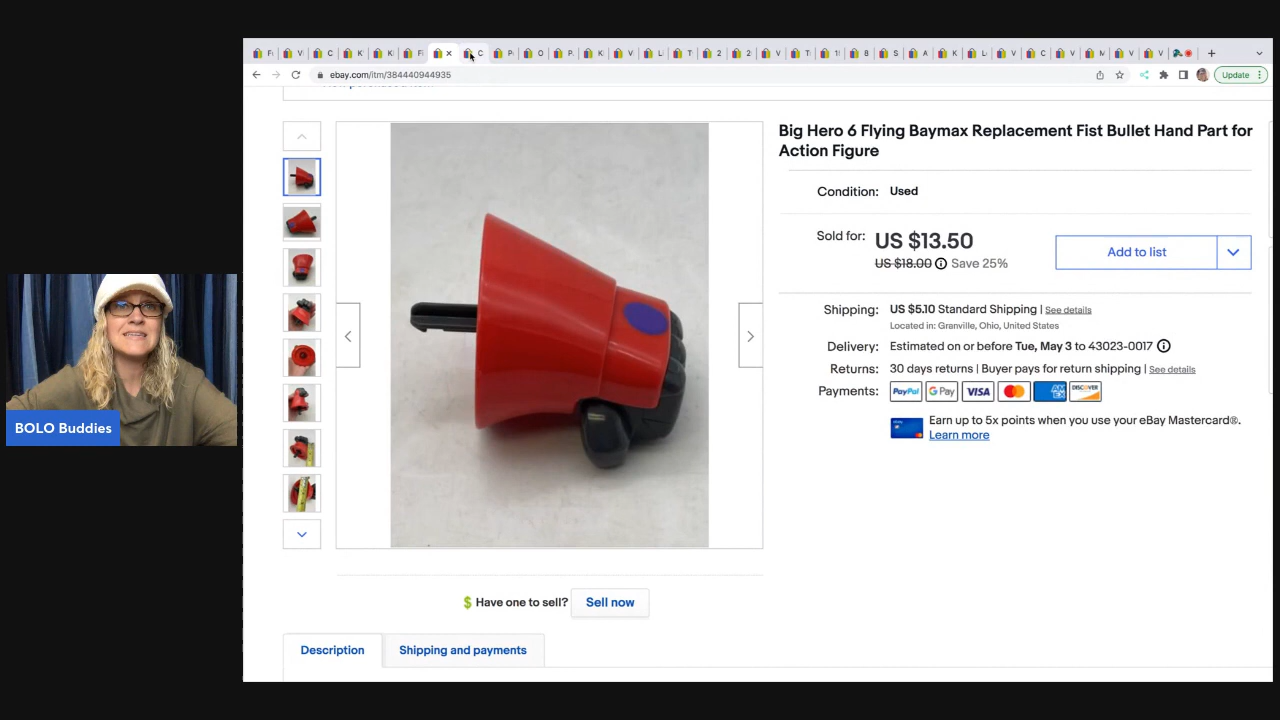 ebay.com/itm/384440944935
Update
Big Hero 6 Flying Baymax Replacement Fist Bullet Hand Part for
Action Figure
Condition: Used
Sold for: US $13.50
US $18.00 Save 25%
Add to list
Shipping: US $5.10 Standard Shipping | See details
Located in: Granville, Ohio, United States
Delivery: Estimated on or before Tue, May 3 to 43023-0017
Returns: 30 days returns | Buyer pays for return shipping | See details
Payments: PayPal G Pay VISA DISCOVER
Earn up to 5x points when you use your eBay Mastercard®.
Learn more
BOLO Buddies
$ Have one to sell? Sell now
Description Shipping and payments